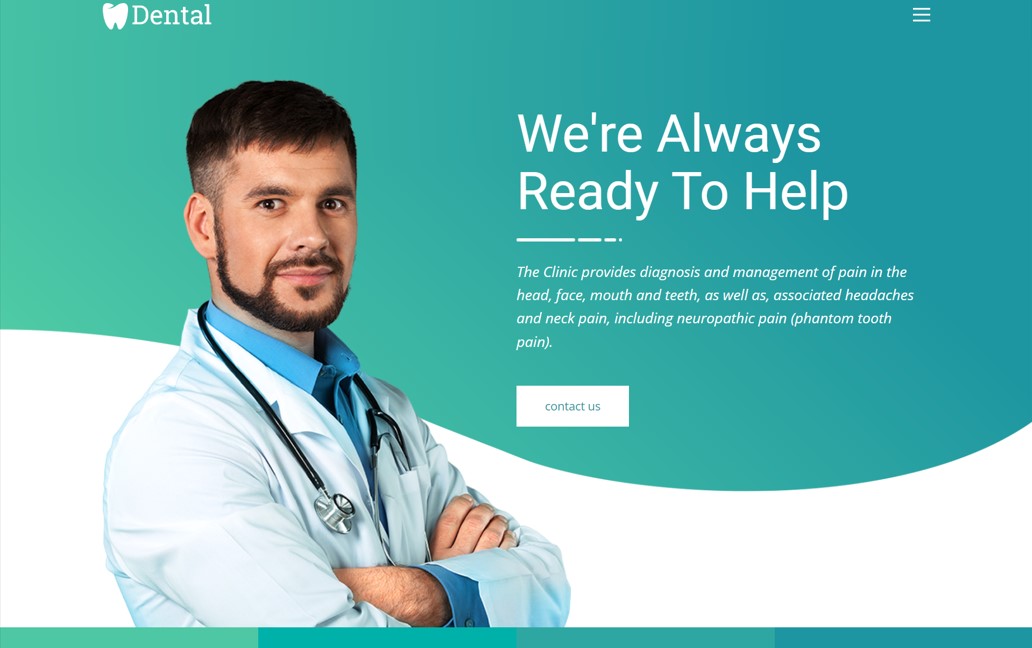 Dental
We're Always
Ready To Help
The Clinic provides diagnosis and management of pain in the
head, face, mouth and teeth, as well as, associated headaches
and neck pain, including neuropathic pain (phantom tooth
pain).
contact us